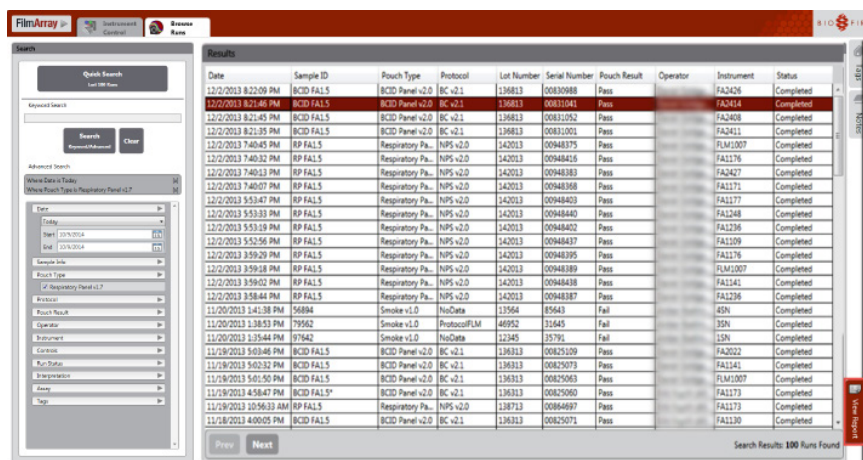 FilmArray
Instrument Control
Browse Runs
BIO FIR
Search
Quick Search
Last 100 Runs
Keyword Search
Search
Keyword/Advanced
Clear
Advanced Search
Where Date is Today
Where Pouch Type is Respiratory Panel v1.7
Date
Today
Start 10/9/2014
End 10/9/2014
Sample Info
Pouch Type
Respiratory Panel v1.7
Protocol
Pouch Result
Operator
Instrument
Controls
Run Status
Interpretation
Assay
Tags
Results
Date Sample ID Pouch Type Protocol Lot Number Serial Number Pouch Result Operator Instrument Status
12/2/2013 8:22:09 PM BCID FA1.5 BCID Panel v2.0 BC v2.1 136813 00830988 Pass FA2426 Completed
12/2/2013 8:21:46 PM BCID FA1.5 BCID Panel v2.0 BC v2.1 136813 00831041 Pass FA2414 Completed
12/2/2013 8:21:45 PM BCID FA1.5 BCID Panel v2.0 BC v2.1 136813 00831052 Pass FA2408 Completed
12/2/2013 8:21:35 PM BCID FA1.5 BCID Panel v2.0 BC v2.1 136813 00831001 Pass FA2411 Completed
12/2/2013 7:40:45 PM RP FA1.5 Respiratory Pa... NPS v2.0 142013 00948375 Pass FLM1007 Completed
12/2/2013 7:40:32 PM RP FA1.5 Respiratory Pa... NPS v2.0 142013 00948416 Pass FA1176 Completed
12/2/2013 7:40:13 PM RP FA1.5 Respiratory Pa... NPS v2.0 142013 00948383 Pass FA2427 Completed
12/2/2013 7:40:07 PM RP FA1.5 Respiratory Pa... NPS v2.0 142013 00948368 Pass FA1171 Completed
12/2/2013 5:53:47 PM RP FA1.5 Respiratory Pa... NPS v2.0 142013 00948403 Pass FA1177 Completed
12/2/2013 5:53:33 PM RP FA1.5 Respiratory Pa... NPS v2.0 142013 00948440 Pass FA1248 Completed
12/2/2013 5:53:19 PM RP FA1.5 Respiratory Pa... NPS v2.0 142013 00948402 Pass FA1236 Completed
12/2/2013 5:52:56 PM RP FA1.5 Respiratory Pa... NPS v2.0 142013 00948437 Pass FA1109 Completed
12/2/2013 3:59:29 PM RP FA1.5 Respiratory Pa... NPS v2.0 142013 00948395 Pass FA1176 Completed
12/2/2013 3:59:18 PM RP FA1.5 Respiratory Pa... NPS v2.0 142013 00948389 Pass FLM1007 Completed
12/2/2013 3:59:02 PM RP FA1.5 Respiratory Pa... NPS v2.0 142013 00948438 Pass FA1141 Completed
12/2/2013 3:58:44 PM RP FA1.5 Respiratory Pa... NPS v2.0 142013 00948387 Pass FA1236 Completed
11/20/2013 1:41:38 PM 56894 Smoke v1.0 NoData 13564 85643 Fail 4SN Completed
11/20/2013 1:38:53 PM 79562 Smoke v1.0 ProtocolFLM 46952 31645 Fail 3SN Completed
11/20/2013 1:35:44 PM 97642 Smoke v1.0 NoData 12345 35791 Fail 1SN Completed
11/19/2013 5:03:46 PM BCID FA1.5 BCID Panel v2.0 BC v2.1 136313 00825109 Pass FA2022 Completed
11/19/2013 5:02:32 PM BCID FA1.5 BCID Panel v2.0 BC v2.1 136313 00825073 Pass FA1141 Completed
11/19/2013 5:01:50 PM BCID FA1.5 BCID Panel v2.0 BC v2.1 136313 00825063 Pass FLM1007 Completed
11/19/2013 4:58:47 PM BCID FA1.5* BCID Panel v2.0 BC v2.1 136313 00825060 Pass FA1173 Completed
11/19/2013 10:56:33 AM RP FA1.5 Respiratory Pa... NPS v2.0 138713 00864697 Pass FA1173 Completed
11/18/2013 4:00:05 PM BCID FA1.5 BCID Panel v2.0 BC v2.1 136313 00825071 Pass FA1130 Completed
Prev
Next
Search Results: 100 Runs Found
Tags
Notes
View Report